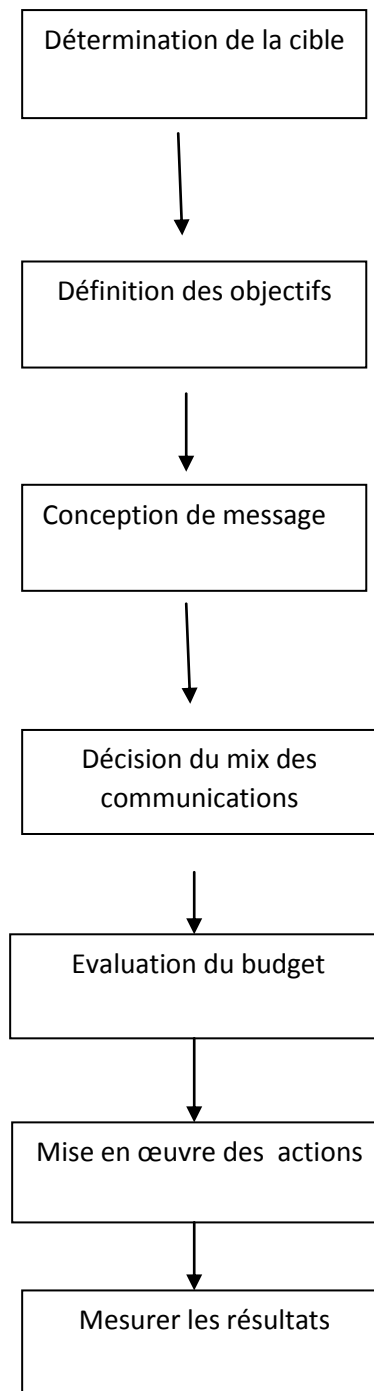 Détermination de la cible
Définition des objectifs
Conception de message
Décision du mix des
communications
Evaluation du budget
Mise en œuvre des actions
Mesurer les résultats